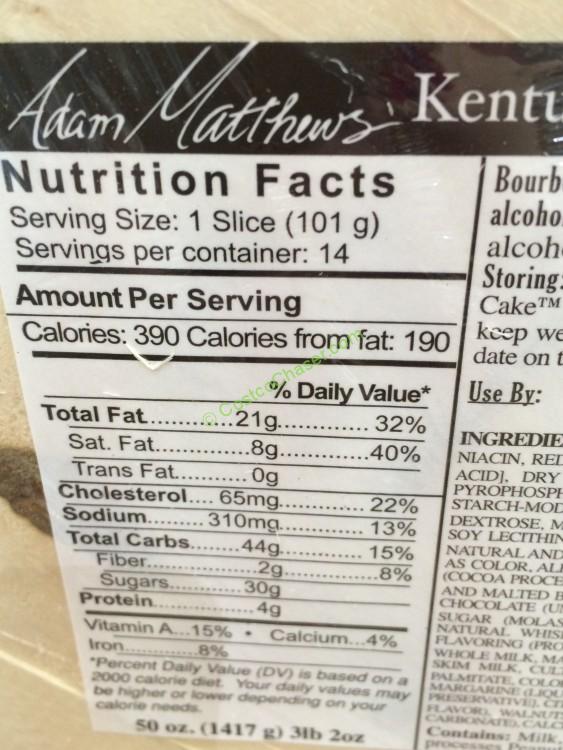 Adam Matthews Kentu
Nutrition Facts
Serving Size: 1 Slice (101 g)
Servings per container: 14
Amount Per Serving
Calories: 390 Calories from fat: 190
% Daily Value*
Total Fat..............21g................32%
Sat. Fat..............8g..............40%
Trans Fat...........0g
Cholesterol.... 65mg............. 22%
Sodium......... 310mg............. 13%
Total Carbs........44g............. 15%
Fiber....................2g................8%
Sugars..............30g
Protein.................4g
Vitamin A...15% • Calcium...4%
Iron.............8%
*Percent Daily Value (DV) is based on a
2000 calorie diet. Your daily values may
be higher or lower depending on your
calorie needs.
50 oz. (1417 g) 3lb 2oz
Bourb
alcoho
alcoh
Storing:
Cake™
keep we
date on t
Use By:
INGREDIE
NIACIN, RED
ACID], DRY
PYROPHOSPH
STARCH-MOD
DEXTROSE, M
SOY LECITHIN
NATURAL AND
AS COLOR, AL
(COCOA PROCE
AND MALTED B
CHOCOLATE (U
SUGAR (MOLAS
NATURAL WHIS
FLAVORING (PRO
WHOLE MILK, MA
SKIM MILK, CUL
PALMITATE, COLO
MARGARINE (LIQU
PRESERVATIVE], CI
FLAVOR, WALNUT
CARBONATE), CALC
Contains: Milk,
© CostcoChaser.com